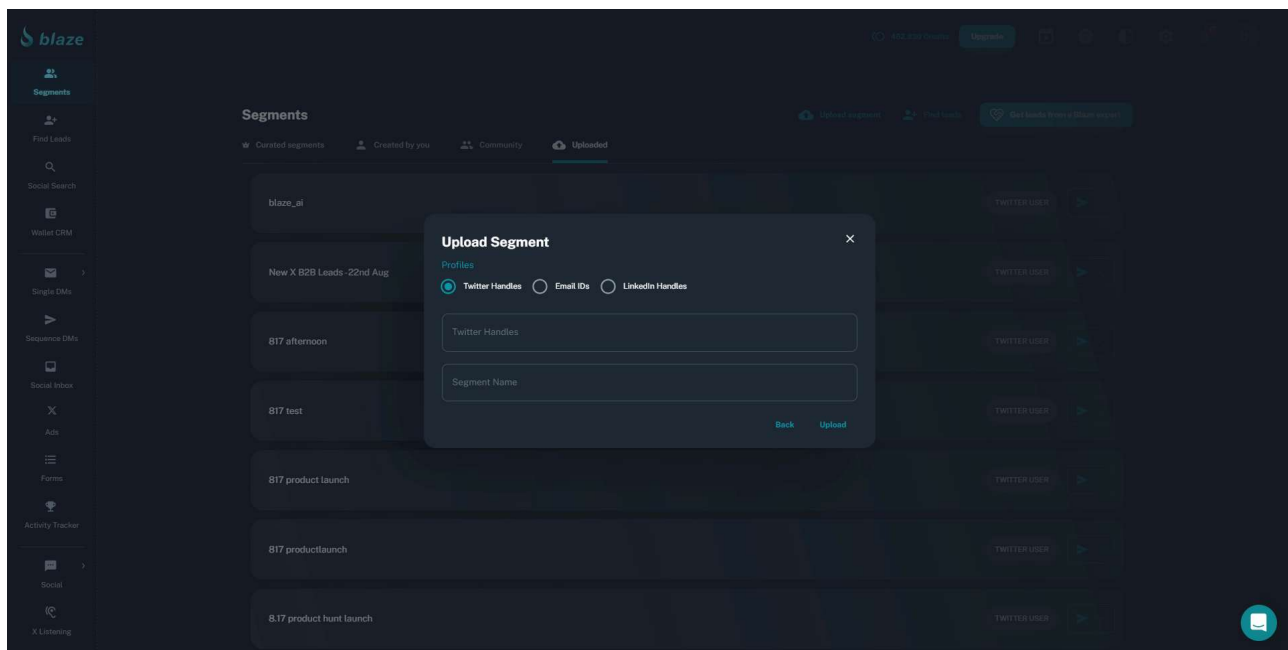 blaze
Upgrade
Segments
Find Leads
Social Search
Wallet CRM
Single DMs
Sequence DMs
Social Inbox
Ads
Forms
Activity Tracker
Social
X Listening
Segments
Upload segment
Find leads
Get leads from a Blaze expert
Curated segments
Created by you
Community
Uploaded
blaze_ai
TWITTER USER
New X B2B Leads -22nd Aug
TWITTER USER
817 afternoon
TWITTER USER
817 test
TWITTER USER
817 product launch
TWITTER USER
817 productlaunch
TWITTER USER
8.17 product hunt launch
TWITTER USER
Upload Segment
Profiles
Twitter Handles
Email IDs
LinkedIn Handles
Twitter Handles
Segment Name
Back
Upload